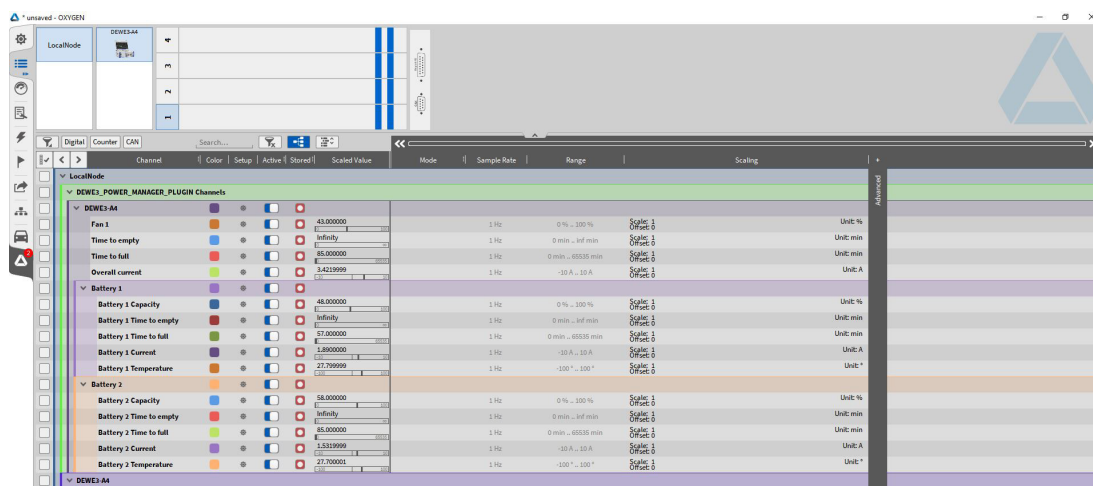 * unsaved - OXYGEN
LocalNode
DEWE3-A4
4
3
2
1
Digital Counter CAN Search...
Channel Color Setup Active Stored Scaled Value Mode Sample Rate Range Scaling +
Advanced
LocalNode
DEWE3_POWER_MANAGER_PLUGIN Channels
DEWE3-A4
Fan 1 43.000000 1 Hz 0 % .. 100 % Scale: 1 Offset: 0 Unit: %
Time to empty Infinity 1 Hz 0 min .. inf min Scale: 1 Offset: 0 Unit: min
Time to full 85.000000 1 Hz 0 min .. 65535 min Scale: 1 Offset: 0 Unit: min
Overall current 3.4219999 1 Hz -10 A .. 10 A Scale: 1 Offset: 0 Unit: A
Battery 1
Battery 1 Capacity 48.000000 1 Hz 0 % .. 100 % Scale: 1 Offset: 0 Unit: %
Battery 1 Time to empty Infinity 1 Hz 0 min .. inf min Scale: 1 Offset: 0 Unit: min
Battery 1 Time to full 57.000000 1 Hz 0 min .. 65535 min Scale: 1 Offset: 0 Unit: min
Battery 1 Current 1.8900000 1 Hz -10 A .. 10 A Scale: 1 Offset: 0 Unit: A
Battery 1 Temperature 27.799999 1 Hz -100 ° .. 100 ° Scale: 1 Offset: 0 Unit: °
Battery 2
Battery 2 Capacity 58.000000 1 Hz 0 % .. 100 % Scale: 1 Offset: 0 Unit: %
Battery 2 Time to empty Infinity 1 Hz 0 min .. inf min Scale: 1 Offset: 0 Unit: min
Battery 2 Time to full 85.000000 1 Hz 0 min .. 65535 min Scale: 1 Offset: 0 Unit: min
Battery 2 Current 1.5319999 1 Hz -10 A .. 10 A Scale: 1 Offset: 0 Unit: A
Battery 2 Temperature 27.700001 1 Hz -100 ° .. 100 ° Scale: 1 Offset: 0 Unit: °
DEWE3-A4